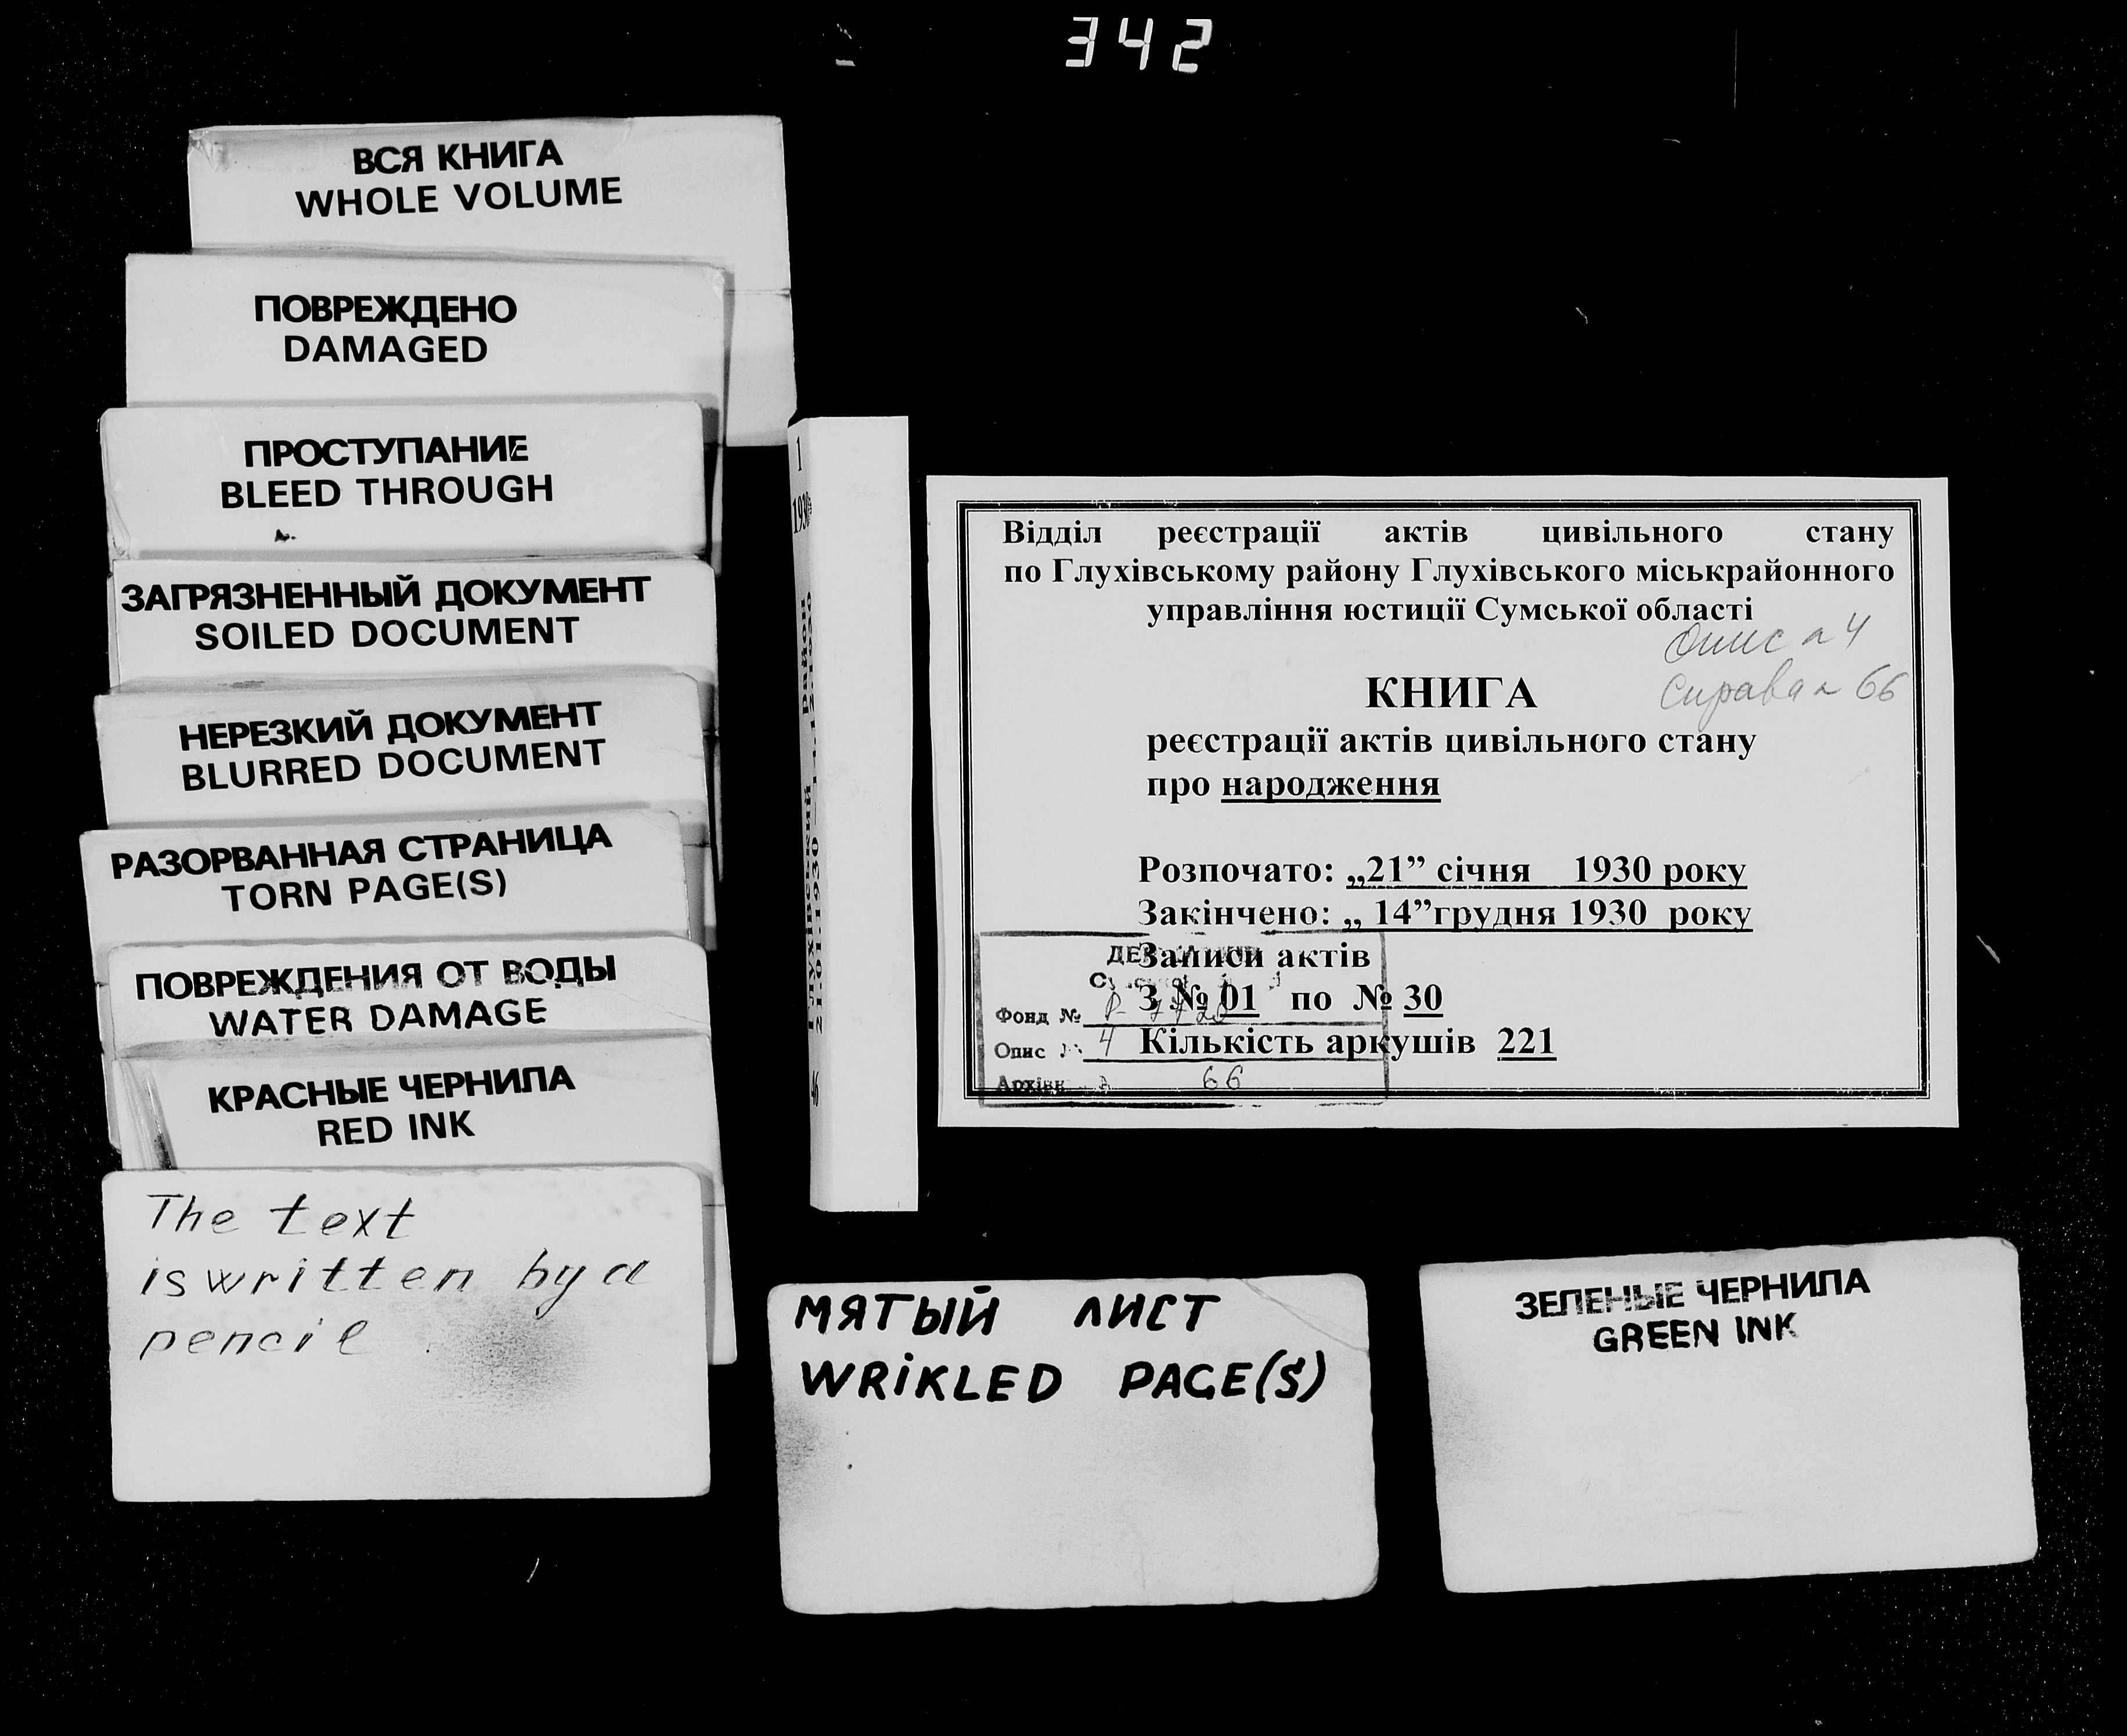 342
ВСЯ КНИГА
WHOLE VOLUME
ПОВРЕЖДЕНО
DAMAGED
ПРОСТУПАНИЕ
BLEED THROUGH
ЗАГРЯЗНЕННЫЙ ДОКУМЕНТ
SOILED DOCUMENT
НЕРЕЗКИЙ ДОКУМЕНТ
BLURRED DOCUMENT
РАЗОРВАННАЯ СТРАНИЦА
TORN PAGE(S)
ПОВРЕЖДЕНИЯ ОТ ВОДЫ
WATER DAMAGE
КРАСНЫЕ ЧЕРНИЛА
RED INK
The text
is written by a
pencil
1
Район
21.01.1930
Відділ реєстрації актів цивільного стану
по Глухівському району Глухівського міськрайонного
управління юстиції Сумської області
Опис 4
Справа 66
КНИГА
реєстрації актів цивільного стану
про народження
Розпочато: „21” січня 1930 року
Закінчено: „ 14”грудня 1930 року
Записи актів
З № 01 по № 30
Кількість аркушів 221
Фонд №
Опис 4
66
МЯТЫЙ ЛИСТ
WRIKLED PAGE(S)
ЗЕЛЕНЫЕ ЧЕРНИЛА
GREEN INK